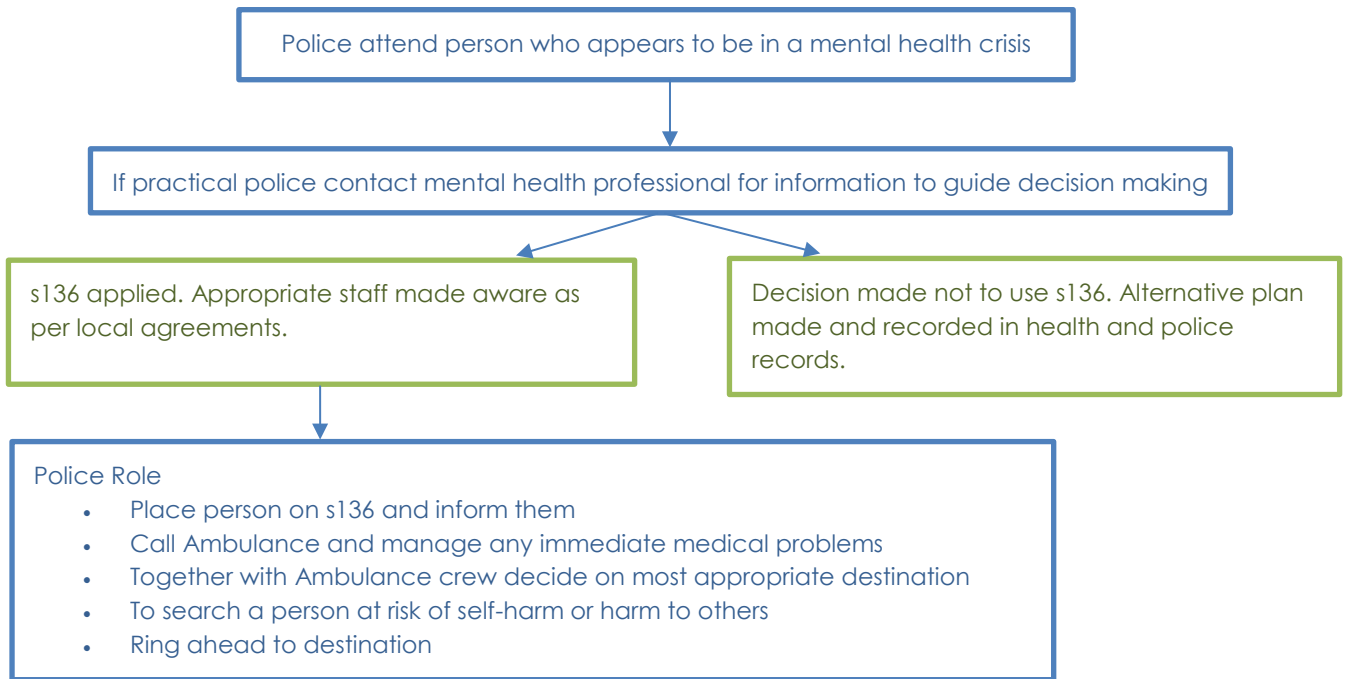 Police attend person who appears to be in a mental health crisis
If practical police contact mental health professional for information to guide decision making
s136 applied. Appropriate staff made aware as
per local agreements.
Decision made not to use s136. Alternative plan
made and recorded in health and police
records.
Police Role
• Place person on s136 and inform them
• Call Ambulance and manage any immediate medical problems
• Together with Ambulance crew decide on most appropriate destination
• To search a person at risk of self-harm or harm to others
• Ring ahead to destination